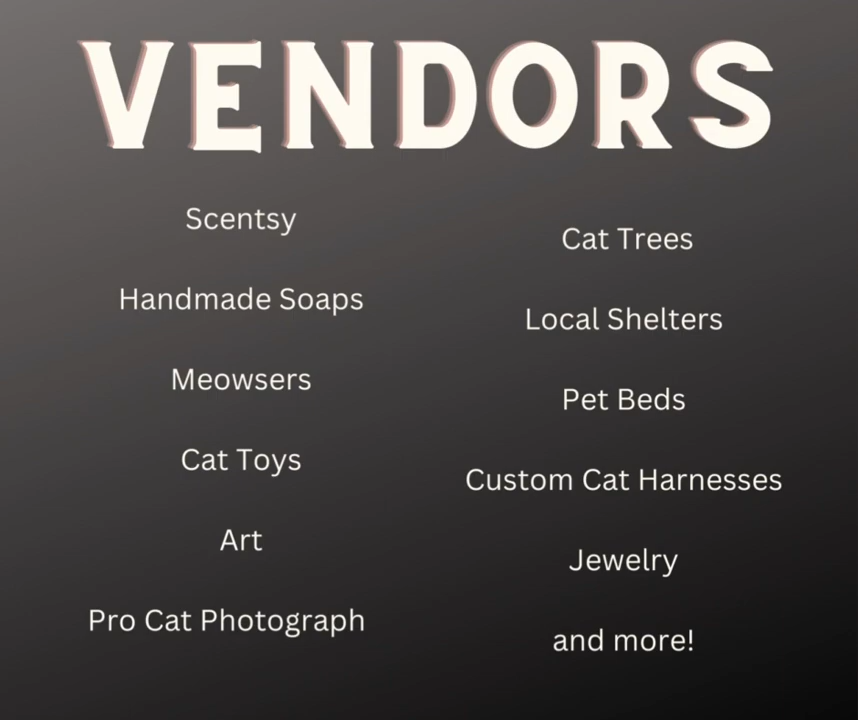 VENDORS
Scentsy
Handmade Soaps
Meowsers
Cat Toys
Art
Pro Cat Photograph
Cat Trees
Local Shelters
Pet Beds
Custom Cat Harnesses
Jewelry
and more!